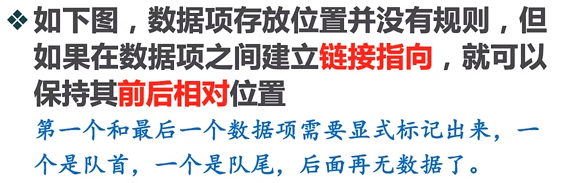 ❖如下图，数据项存放位置并没有规则，但
如果在数据项之间建立链接指向，就可以
保持其前后相对位置
第一个和最后一个数据项需要显式标记出来，一
个是队首，一个是队尾，后面再无数据了。